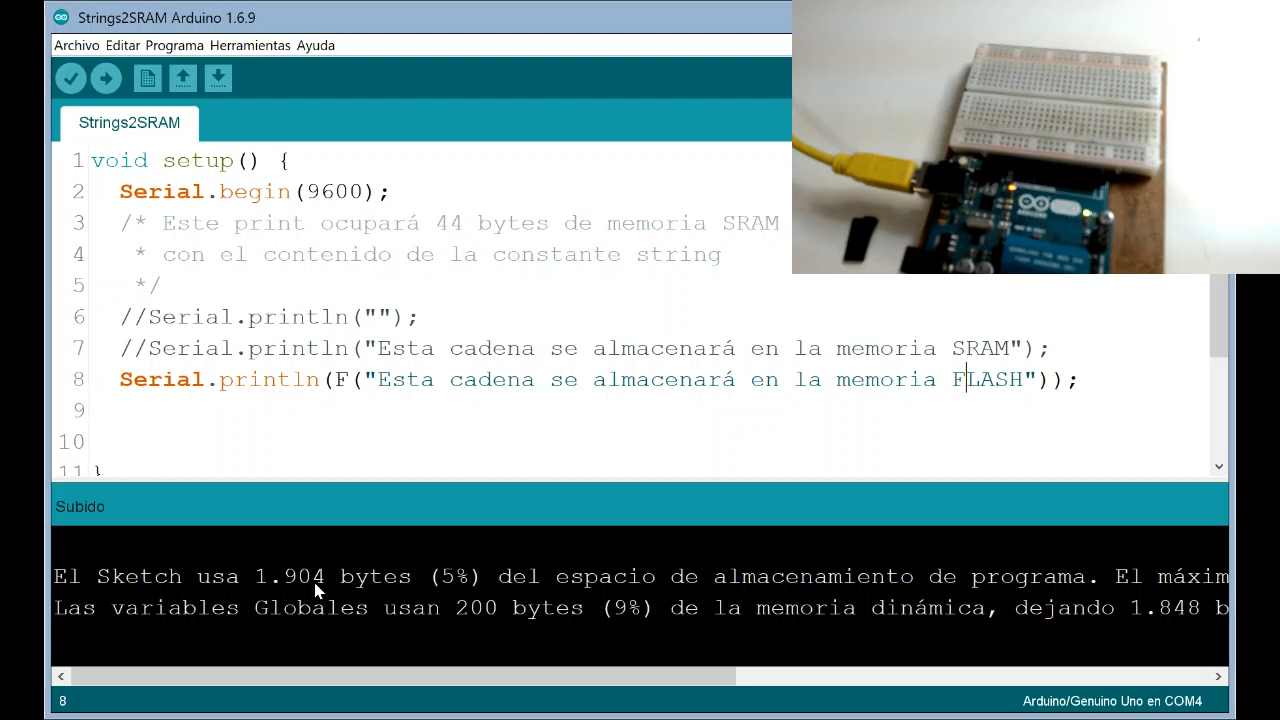 Strings2SRAM Arduino 1.6.9
Archivo Editar Programa Herramientas Ayuda
Strings2SRAM
1 void setup() {
2 Serial.begin(9600);
3 /* Este print ocupará 44 bytes de memoria SRAM
4 * con el contenido de la constante string
5 */
6 //Serial.println("");
7 //Serial.println("Esta cadena se almacenará en la memoria SRAM");
8 Serial.println(F("Esta cadena se almacenará en la memoria FLASH"));
9
10
11 }
Subido
El Sketch usa 1.904 bytes (5%) del espacio de almacenamiento de programa. El máxim
Las variables Globales usan 200 bytes (9%) de la memoria dinámica, dejando 1.848 b
8
Arduino/Genuino Uno en COM4